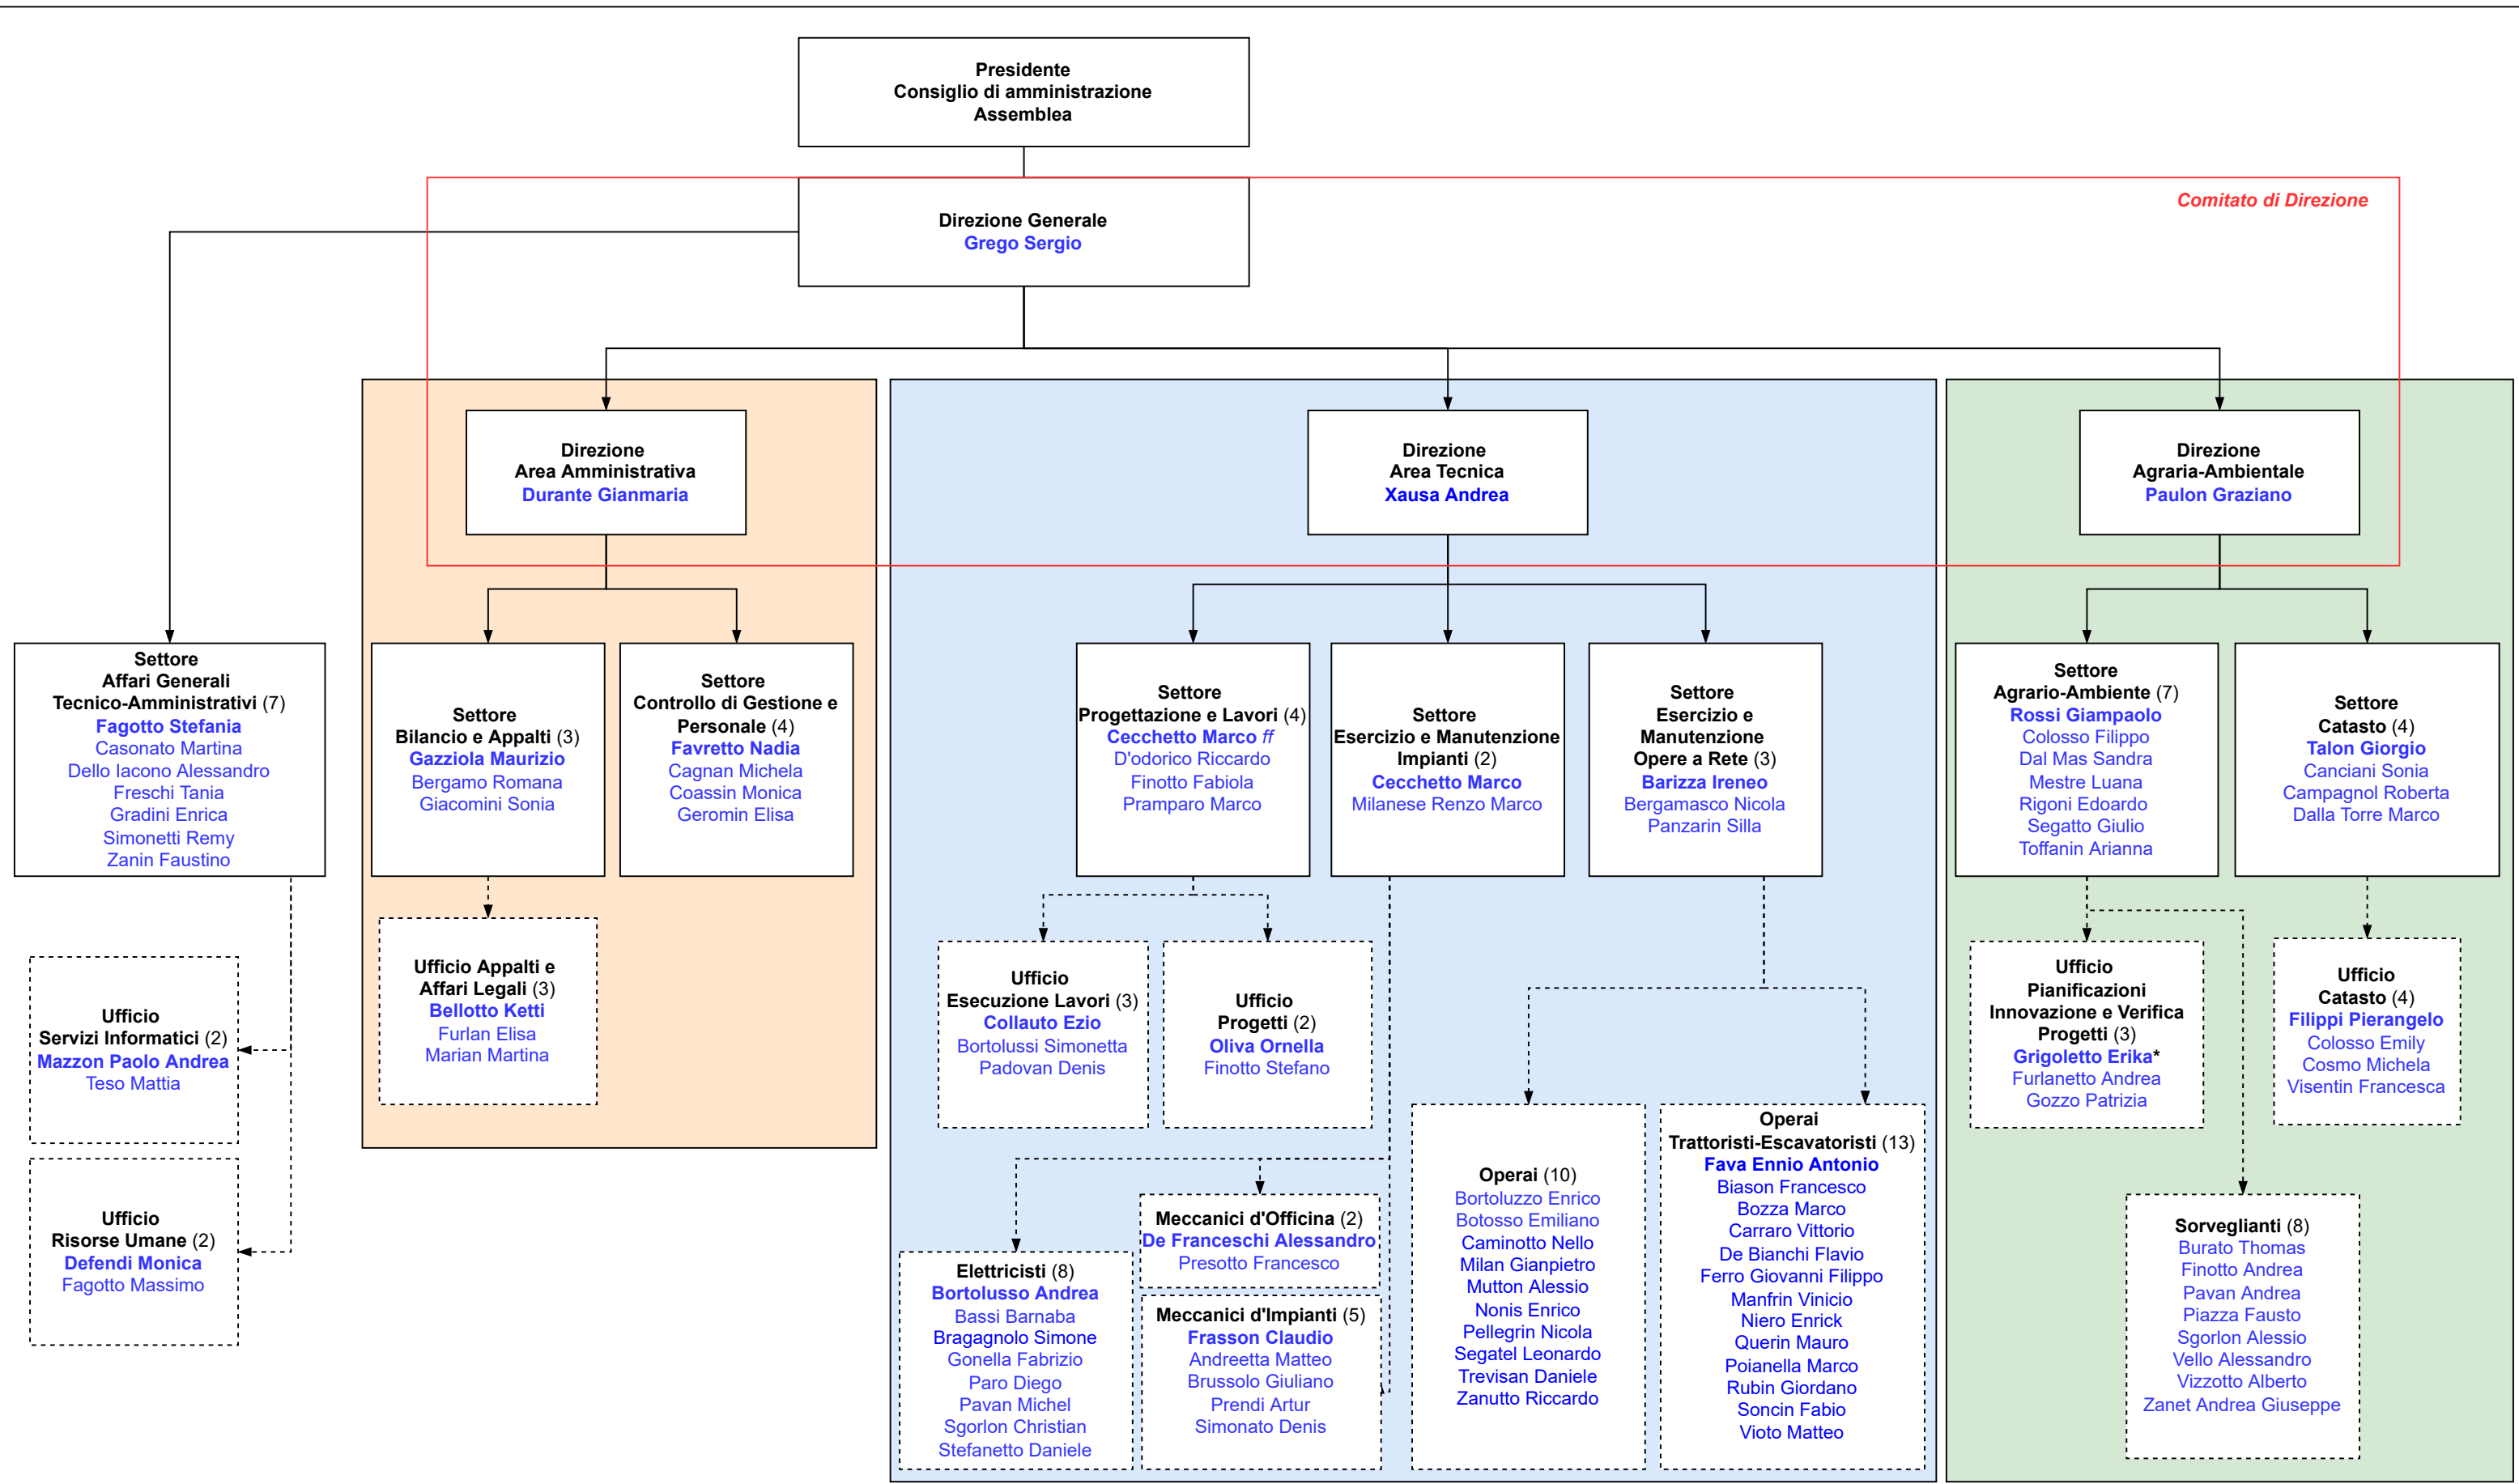 Presidente
Consiglio di amministrazione
Assemblea
Comitato di Direzione
Direzione Generale
Grego Sergio
Direzione
Area Amministrativa
Durante Gianmaria
Direzione
Area Tecnica
Xausa Andrea
Direzione
Agraria-Ambientale
Paulon Graziano
Settore
Affari Generali
Tecnico-Amministrativi (7)
Fagotto Stefania
Casonato Martina
Dello Iacono Alessandro
Freschi Tania
Gradini Enrica
Simonetti Remy
Zanin Faustino
Settore
Bilancio e Appalti (3)
Gazziola Maurizio
Bergamo Romana
Giacomini Sonia
Settore
Controllo di Gestione e
Personale (4)
Favretto Nadia
Cagnan Michela
Coassin Monica
Geromin Elisa
Settore
Progettazione e Lavori (4)
Cecchetto Marco ff
D'odorico Riccardo
Finotto Fabiola
Pramparo Marco
Settore
Esercizio e Manutenzione
Impianti (2)
Cecchetto Marco
Milanese Renzo Marco
Settore
Esercizio e
Manutenzione
Opere a Rete (3)
Barizza Ireneo
Bergamasco Nicola
Panzarin Silla
Settore
Agrario-Ambiente (7)
Rossi Giampaolo
Colosso Filippo
Dal Mas Sandra
Mestre Luana
Rigoni Edoardo
Segatto Giulio
Toffanin Arianna
Settore
Catasto (4)
Talon Giorgio
Canciani Sonia
Campagnol Roberta
Dalla Torre Marco
Ufficio
Servizi Informatici (2)
Mazzon Paolo Andrea
Teso Mattia
Ufficio
Risorse Umane (2)
Defendi Monica
Fagotto Massimo
Ufficio Appalti e
Affari Legali (3)
Bellotto Ketti
Furlan Elisa
Marian Martina
Ufficio
Esecuzione Lavori (3)
Collauto Ezio
Bortolussi Simonetta
Padovan Denis
Ufficio
Progetti (2)
Oliva Ornella
Finotto Stefano
Ufficio
Pianificazioni
Innovazione e Verifica
Progetti (3)
Grigoletto Erika*
Furlanetto Andrea
Gozzo Patrizia
Ufficio
Catasto (4)
Filippi Pierangelo
Colosso Emily
Cosmo Michela
Visentin Francesca
Elettricisti (8)
Bortolusso Andrea
Bassi Barnaba
Bragagnolo Simone
Gonella Fabrizio
Paro Diego
Pavan Michel
Sgorlon Christian
Stefanetto Daniele
Meccanici d'Officina (2)
De Franceschi Alessandro
Presotto Francesco
Meccanici d'Impianti (5)
Frasson Claudio
Andreetta Matteo
Brussolo Giuliano
Prendi Artur
Simonato Denis
Operai (10)
Bortoluzzo Enrico
Botosso Emiliano
Caminotto Nello
Milan Gianpietro
Mutton Alessio
Nonis Enrico
Pellegrin Nicola
Segatel Leonardo
Trevisan Daniele
Zanutto Riccardo
Operai
Trattoristi-Escavatoristi (13)
Fava Ennio Antonio
Biason Francesco
Bozza Marco
Carraro Vittorio
De Bianchi Flavio
Ferro Giovanni Filippo
Manfrin Vinicio
Niero Enrick
Querin Mauro
Poianella Marco
Rubin Giordano
Soncin Fabio
Vioto Matteo
Sorveglianti (8)
Burato Thomas
Finotto Andrea
Pavan Andrea
Piazza Fausto
Sgorlon Alessio
Vello Alessandro
Vizzotto Alberto
Zanet Andrea Giuseppe